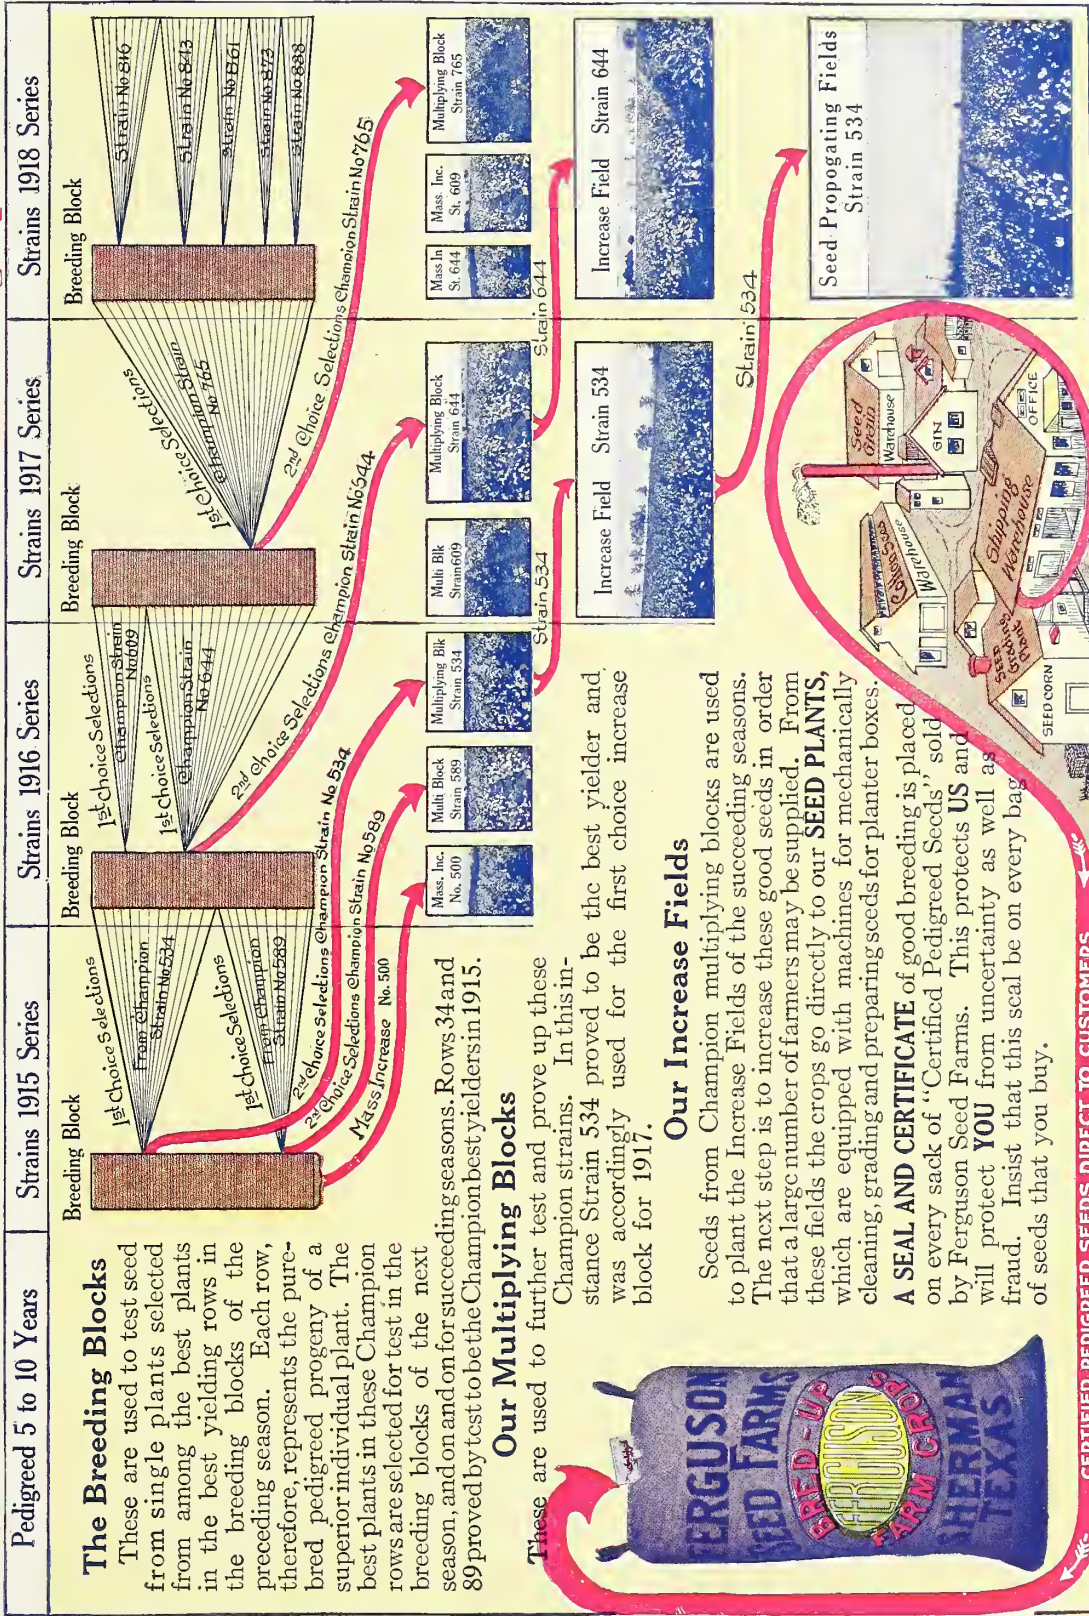 Pedigreed 5 to 10 Years
Strains 1915 Series
Strains 1916 Series
Strains 1917 Series
Strains 1918 Series
The Breeding Blocks
These are used to test seed
from single plants selected
from among the best plants
in the best yielding rows in
the breeding blocks of the
preceeding season. Each row,
therefore, represents the pure-
bred pedigreed progeny of a
superior individual plant. The
best plants in these Champion
rows are selected for test in the
breeding blocks of the next
season, and on and on for succeeding seasons. Rows 34 and
89 proved by test to be the Champion best yielders in 1915.
Our Multiplying Blocks
These are used to further test and prove up these
Champion strains. In this in-
stance Strain 534 proved to be the best yielder and
was accordingly used for the first choice increase
block for 1917.
Our Increase Fields
Seeds from Champion multiplying blocks are used
to plant the Increase Fields of the succeeding seasons.
The next step is to increase these good seeds in order
that a large number of farmers may be supplied. From
these fields the crops go directly to our SEED PLANTS,
which are equipped with machines for mechanically
cleaning, grading and preparing seeds for planter boxes.
A SEAL AND CERTIFICATE of good breeding is placed
on every sack of "Certified Pedigreed Seeds" sold
by Ferguson Seed Farms. This protects US and
will protect YOU from uncertainty as well as
fraud. Insist that this seal be on every bag
of seeds that you buy.
Breeding Block
1st Choice Selections
From Champion
Strain No 534
1st Choice Selections
From Champion
Strain No 589
2nd Choice Selections Champion Strain No. 534
2nd Choice Selections Champion Strain No 589
Mass Increase No. 500
Breeding Block
1st Choice Selections
Champion Strain
No 609
1st Choice Selections
Champion Strain
No 644
2nd Choice Selections Champion Strain No 644
Breeding Block
1st Choice Selections
Champion Strain
No 765
2nd Choice Selections Champion Strain No 765
Breeding Block
Strain No 816
Strain No 843
Strain No 861
Strain No 873
Strain No 888
Mass. Inc.
No. 500
Multi Block
Strain 589
Multiplying Blk
Strain 534
Multi Blk
Strain 609
Multiplying Block
Strain 644
Mass In
St. 644
Mass. Inc.
St. 609
Multiplying Block
Strain 765
Strain 534
Strain 644
Increase Field Strain 534
Increase Field Strain 644
Strain 534
Seed Propogating Fields
Strain 534
Cotton Seed
Warehouse
Seed
Grain
Warehouse
GIN
OFFICE
Shipping
Warehouse
SEED
Grading
Plant
SEED CORN
FERGUSON
SEED FARMS
BRED-UP
FERGUSON
FARM CROPS
SHERMAN
TEXAS
CERTIFIED PEDIGREED SEEDS DIRECT TO CUSTOMERS